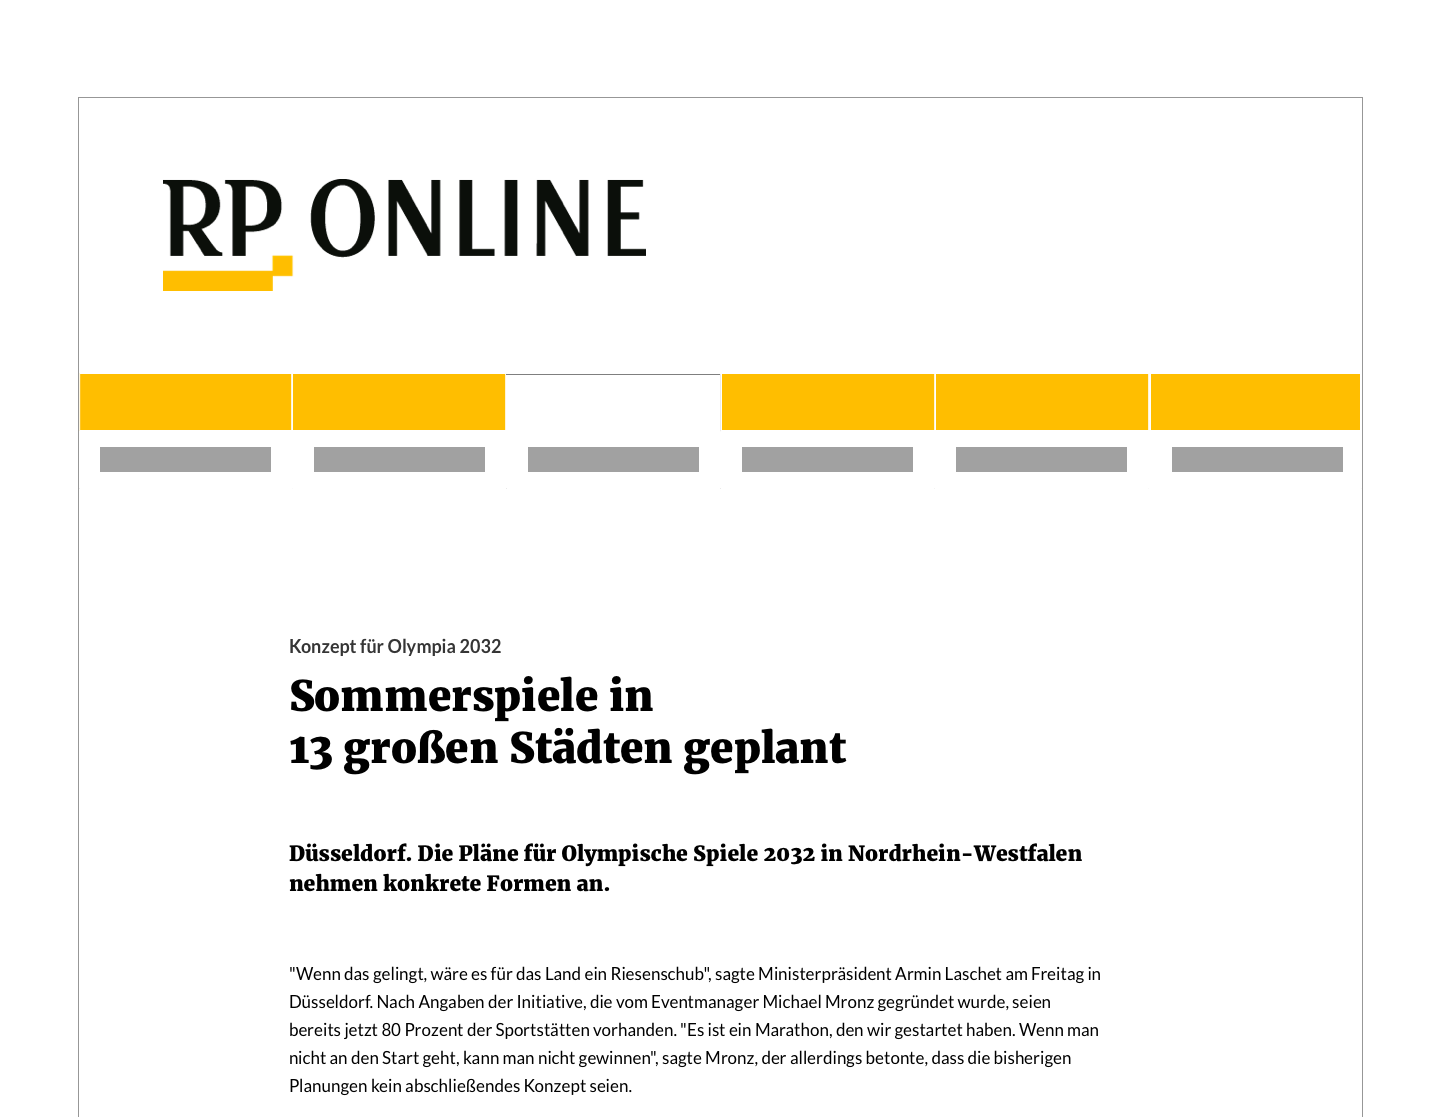 RP ONLINE
Konzept für Olympia 2032
Sommerspiele in
13 großen Städten geplant
Düsseldorf. Die Pläne für Olympische Spiele 2032 in Nordrhein-Westfalen
nehmen konkrete Formen an.
"Wenn das gelingt, wäre es für das Land ein Riesenschub", sagte Ministerpräsident Armin Laschet am Freitag in
Düsseldorf. Nach Angaben der Initiative, die vom Eventmanager Michael Mronz gegründet wurde, seien
bereits jetzt 80 Prozent der Sportstätten vorhanden. "Es ist ein Marathon, den wir gestartet haben. Wenn man
nicht an den Start geht, kann man nicht gewinnen", sagte Mronz, der allerdings betonte, dass die bisherigen
Planungen kein abschließendes Konzept seien.